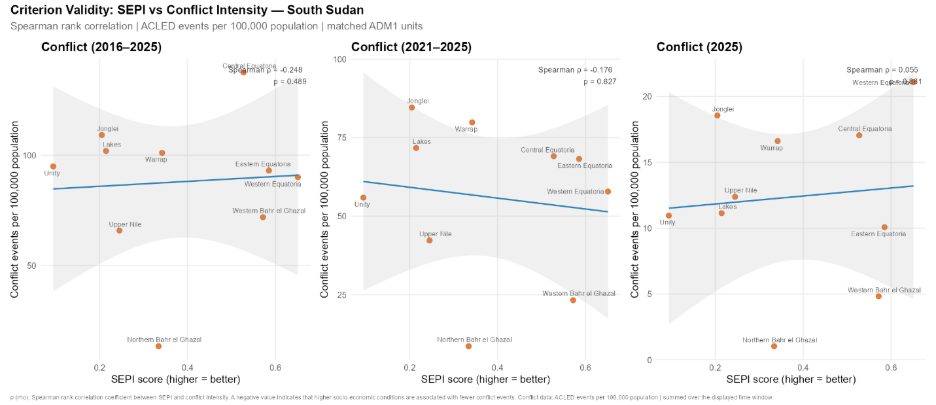 Criterion Validity: SEPI vs Conflict Intensity — South Sudan
Spearman rank correlation | ACLED events per 100,000 population | matched ADM1 units
Conflict (2016–2025)
Spearman ρ = -0.248
p = 0.489
Central Equatoria
Jonglei
Lakes
Warrap
Unity
Eastern Equatoria
Western Equatoria
Western Bahr el Ghazal
Upper Nile
Northern Bahr el Ghazal
100
50
0.2
0.4
0.6
Conflict events per 100,000 population
SEPI score (higher = better)
Conflict (2021–2025)
Spearman ρ = -0.176
p = 0.627
Jonglei
Warrap
Lakes
Central Equatoria
Eastern Equatoria
Western Equatoria
Unity
Upper Nile
Western Bahr el Ghazal
Northern Bahr el Ghazal
100
75
50
25
0.2
0.4
0.6
Conflict events per 100,000 population
SEPI score (higher = better)
Conflict (2025)
Spearman ρ = 0.055
Western Equatoria
Jonglei
Central Equatoria
Warrap
Upper Nile
Lakes
Unity
Eastern Equatoria
Western Bahr el Ghazal
Northern Bahr el Ghazal
20
15
10
5
0
0.2
0.4
0.6
Conflict events per 100,000 population
SEPI score (higher = better)
ρ (rho): Spearman rank correlation coefficient between SEPI and conflict intensity. A negative value indicates that higher socio-economic conditions are associated with fewer conflict events. Conflict data: ACLED events per 100,000 population | summed over the displayed time window.